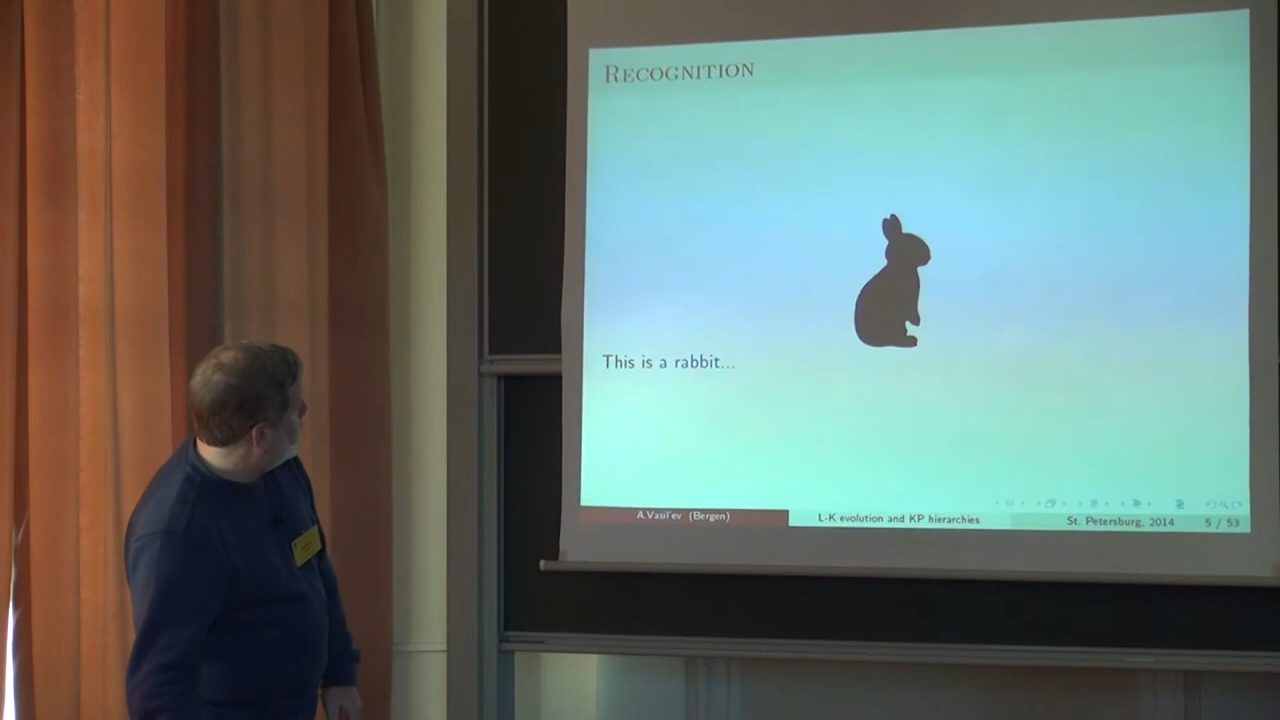 RECOGNITION
This is a rabbit...
A.Vasil'ev (Bergen) L-K evolution and KP hierarchies St. Petersburg, 2014 5 / 53